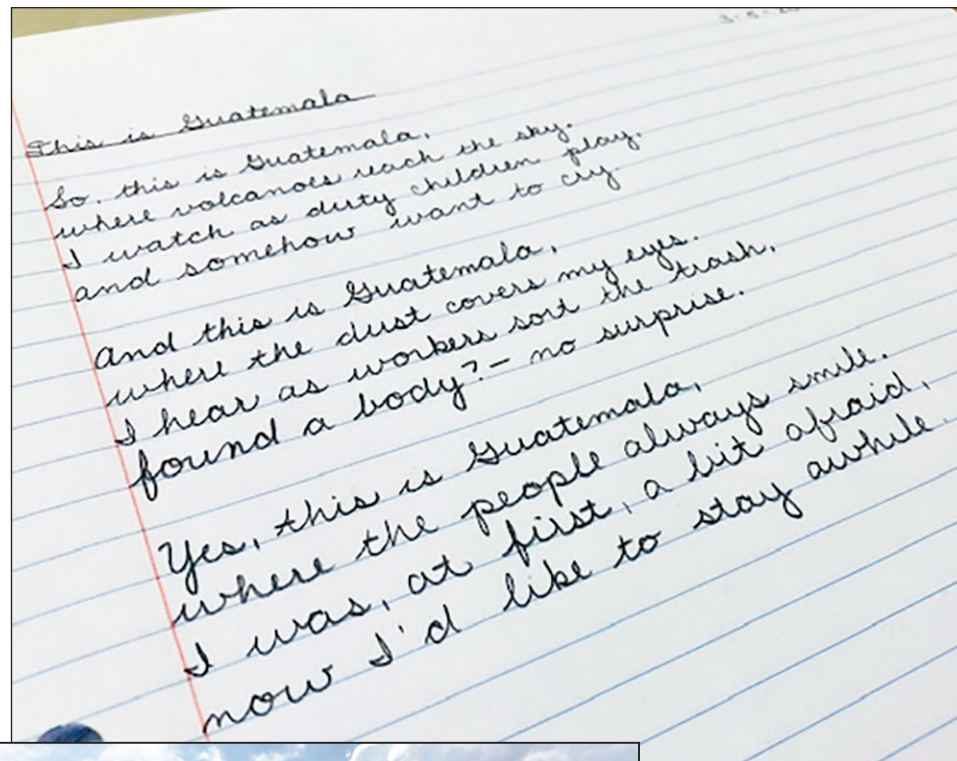 This is Guatemala
So. this is Guatemala,
where volcanoes reach the sky.
I watch as dirty children play.
and somehow want to cry.
And this is Guatemala,
where the dust covers my eyes.
I hear as workers sort the trash,
found a body?- no surprise.
Yes, this is Guatemala,
where the people always smile.
I was, at first, a bit afraid,
now I'd like to stay awhile.